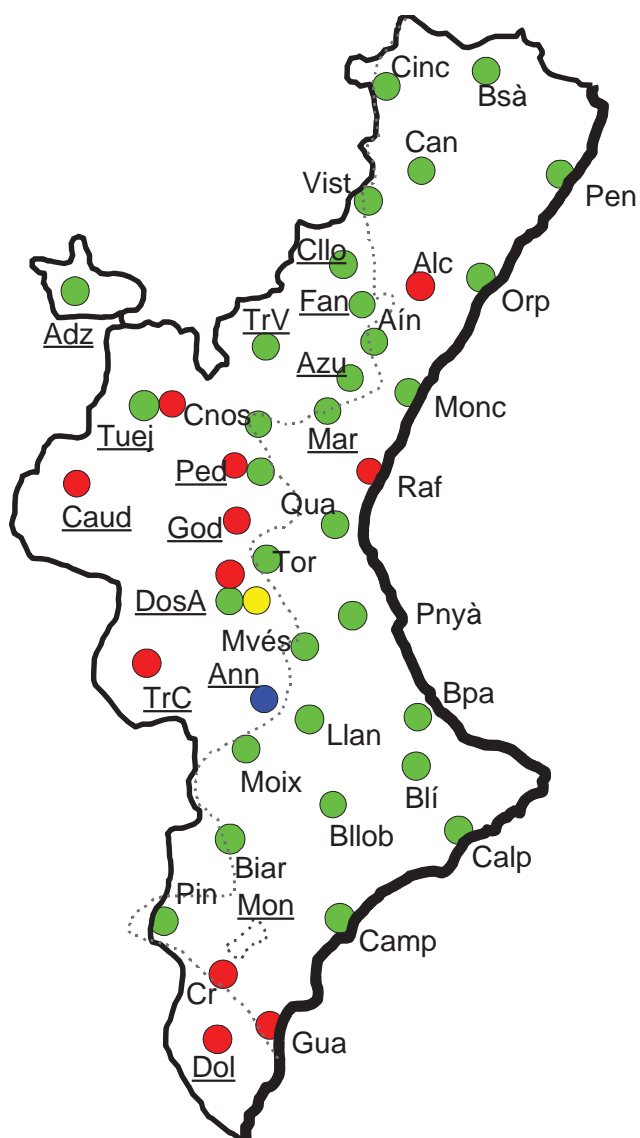 Cinc
Bsà
Can
Vist
Pen
Cllo
Alc
Orp
Adz
Fan
TrV
Aín
Azu
Monc
Cnos
Tuej
Mar
Ped
Raf
Caud
Qua
God
Tor
DosA
Pnyà
Mvés
Ann
TrC
Bpa
Llan
Moix
Blí
Bllob
Calp
Biar
Pin
Mon
Camp
Cr
Gua
Dol